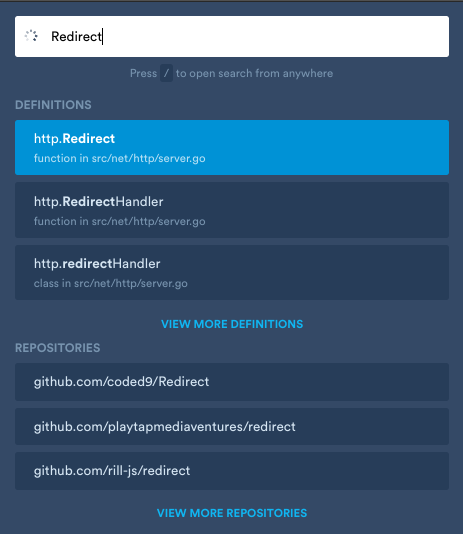 Redirect
Press / to open search from anywhere
DEFINITIONS
http.Redirect
function in src/net/http/server.go
http.RedirectHandler
function in src/net/http/server.go
http.redirectHandler
class in src/net/http/server.go
VIEW MORE DEFINITIONS
REPOSITORIES
github.com/coded9/Redirect
github.com/playtapmediaventures/redirect
github.com/rill-js/redirect
VIEW MORE REPOSITORIES